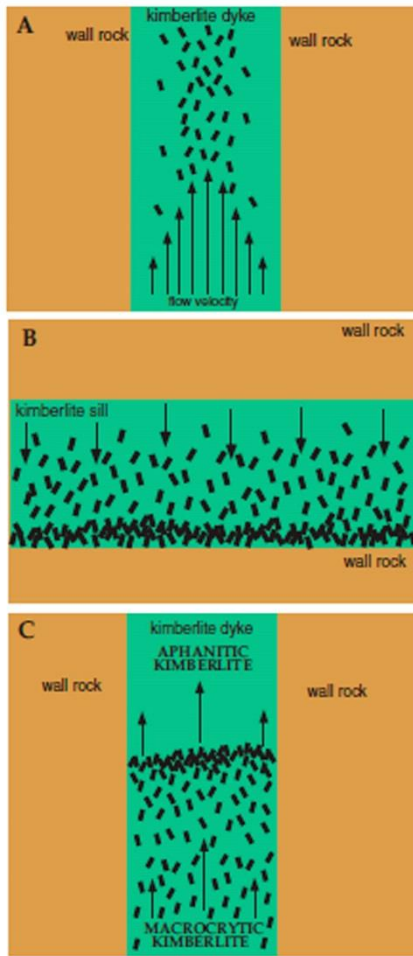 A
kimberlite dyke
wall rock
wall rock
flow velocity
B
wall rock
kimberlite sill
wall rock
C
kimberlite dyke
APHANITIC
KIMBERLITE
wall rock
wall rock
MACROCRYTIC
KIMBERLITE